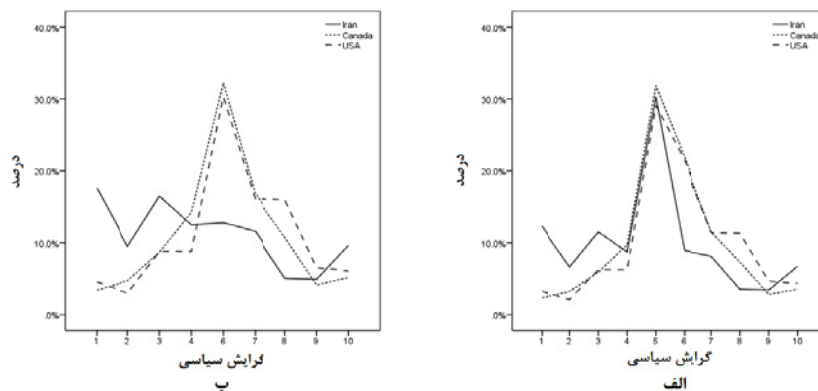 40.0%
30.0%
20.0%
10.0%
.0%
درصد
Iran
Canada
USA
1 2 3 4 6 7 8 9 10
گرایش سیاسی
ب
40.0%
30.0%
20.0%
10.0%
.0%
درصد
Iran
Canada
USA
1 2 3 4 5 6 7 8 9 10
گرایش سیاسی
الف